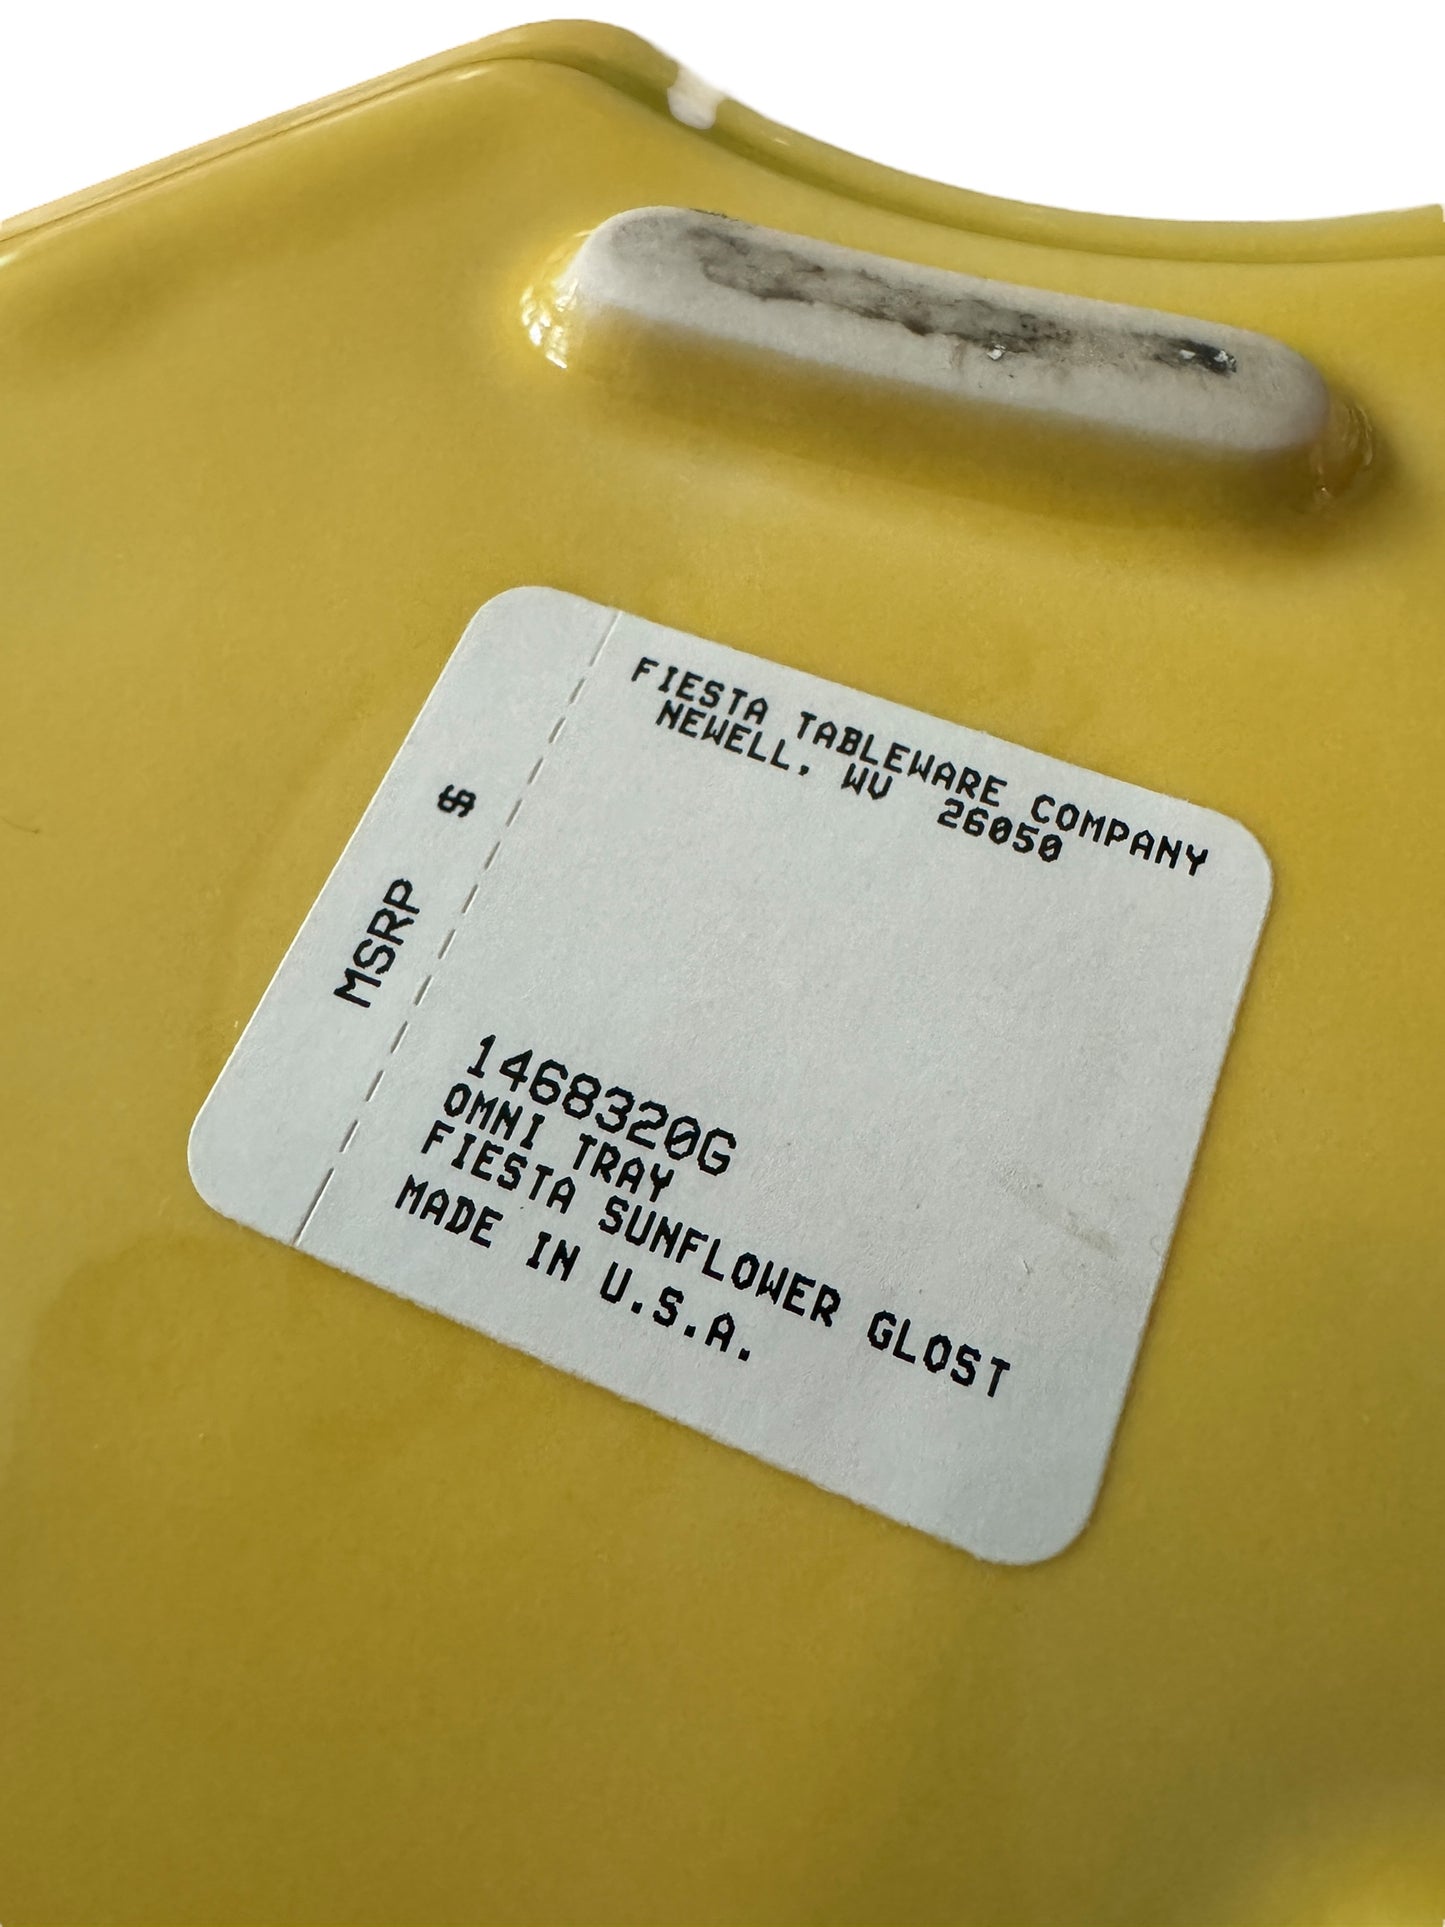 FIESTA TABLEWARE COMPANY
NEWELL, WV 26050
MSRP $
1468320G
OMNI TRAY
FIESTA SUNFLOWER GLOST
MADE IN U.S.A.